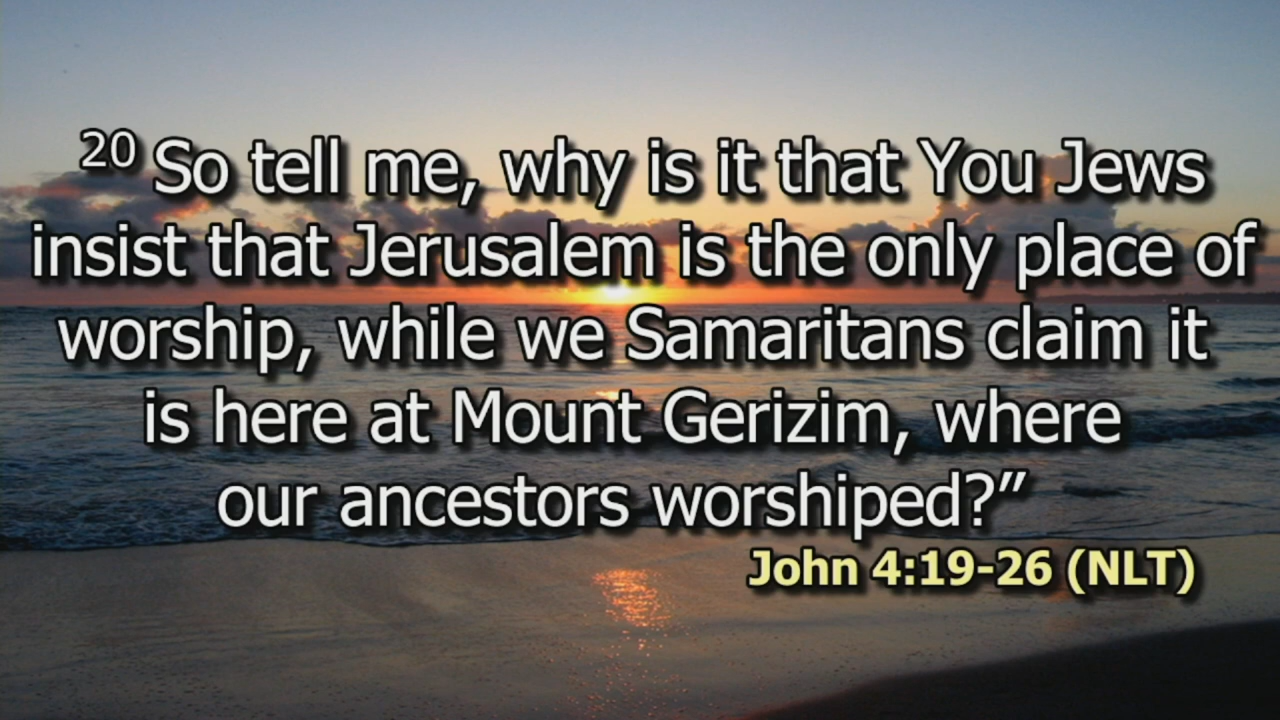 20 So tell me, why is it that You Jews
insist that Jerusalem is the only place of
worship, while we Samaritans claim it
is here at Mount Gerizim, where
our ancestors worshiped?”
John 4:19-26 (NLT)